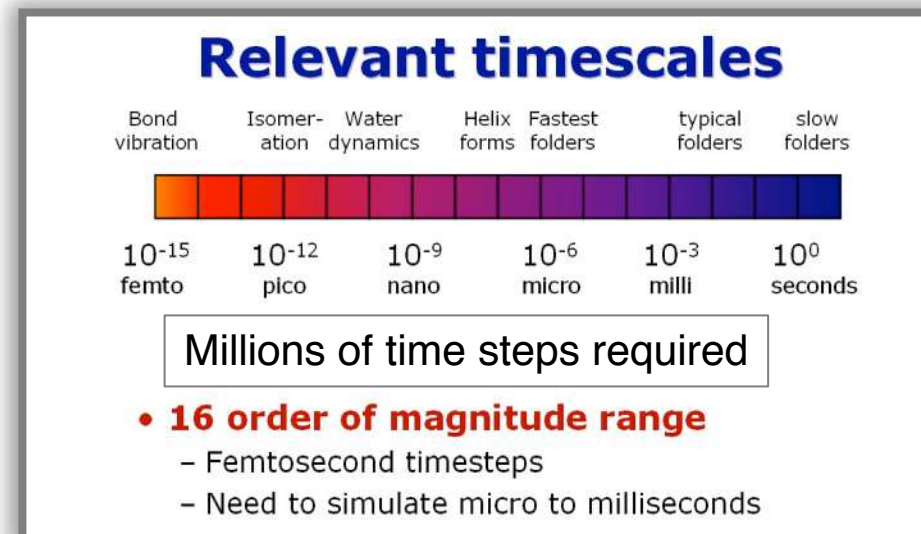 Relevant timescales
Bond Isomer- Water Helix Fastest typical slow
vibration ation dynamics forms folders folders folders
10⁻¹⁵ 10⁻¹² 10⁻⁹ 10⁻⁶ 10⁻³ 10⁰
femto pico nano micro milli seconds
Millions of time steps required
• 16 order of magnitude range
– Femtosecond timesteps
– Need to simulate micro to milliseconds